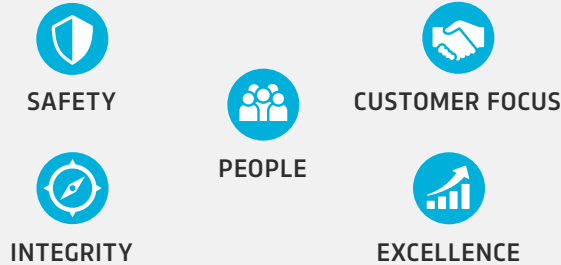 SAFETY
CUSTOMER FOCUS
PEOPLE
INTEGRITY
EXCELLENCE